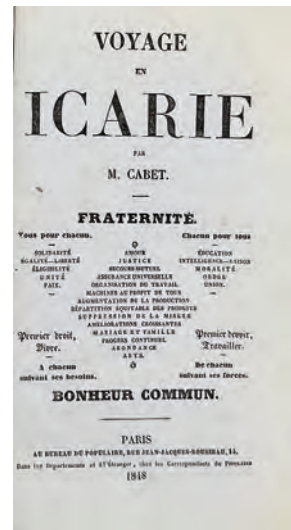 VOYAGE
EN
ICARIE
PAR
M. CABET.
FRATERNITÉ.
Tous pour chacun. Chacun pour tous
SOLIDARITÉ AMOUR ÉDUCATION
ÉGALITÉ—LIBERTÉ JUSTICE INTELLIGENCE—RAISON
ÉLIGIBILITÉ SECOURS MUTUEL MORALITÉ
UNITÉ ASSURANCE UNIVERSELLE ORDRE
PAIX. ORGANISATION DU TRAVAIL UNION.
MACHINES AU PROFIT DE TOUS
AUGMENTATION DE LA PRODUCTION
RÉPARTITION ÉQUITABLE DES PRODUITS
SUPPRESSION DE LA MISÈRE
AMÉLIORATIONS CROISSANTES
Premier droit, MARIAGE ET FAMILLE Premier devoir,
Vivre. PROGRÈS CONTINUEL Travailler.
ABONDANCE
ARTS.
À chacun De chacun
suivant ses besoins. suivant ses forces.
BONHEUR COMMUN.
PARIS
AU BUREAU DU POPULAIRE, RUE JEAN-JACQUES-ROUSSEAU, 14.
Dans les Départements et à l'Étranger, chez les Correspondants du POPULAIRE
1848